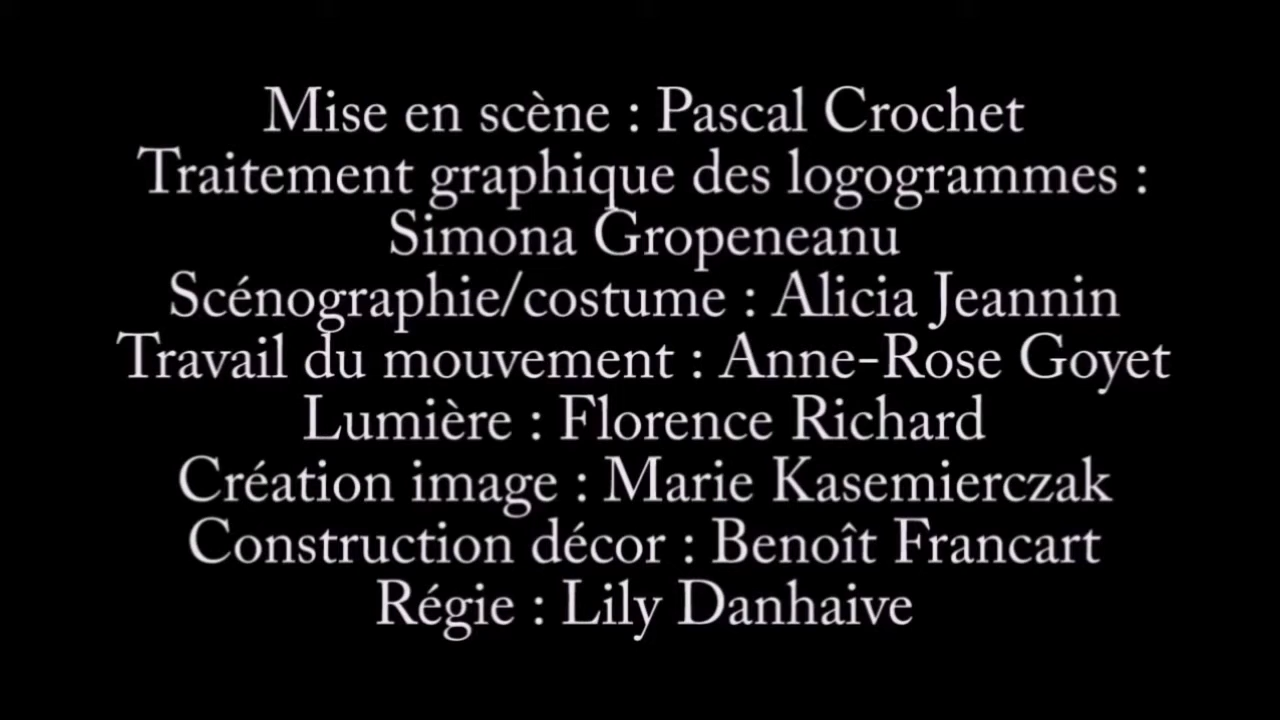 Mise en scène : Pascal Crochet
Traitement graphique des logogrammes :
Simona Gropeneanu
Scénographie/costume : Alicia Jeannin
Travail du mouvement : Anne-Rose Goyet
Lumière : Florence Richard
Création image : Marie Kasemierczak
Construction décor : Benoît Francart
Régie : Lily Danhaive